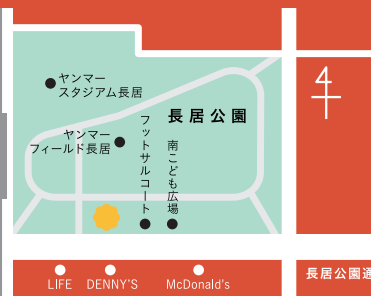 ヤンマー
スタジアム長居
長居公園
ヤンマー
フィールド長居
フットサルコート
南こども広場
LIFE
DENNY'S
McDonald's
長居公園通